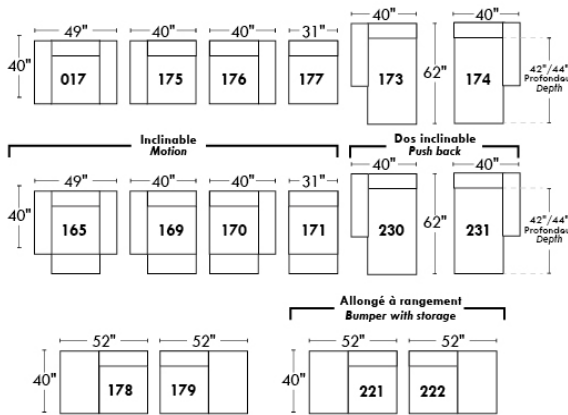 49" 40" 40" 31" 40" 40"
40" 017 175 176 177 173 62" 174 42"/44"
Profondeur
Depth
Inclinable
Motion
Dos inclinable
Push back
49" 40" 40" 31" 40" 40"
40" 165 169 170 171 230 62" 231 42"/44"
Profondeur
Depth
Allongé à rangement
Bumper with storage
52" 52" 52" 52"
40" 178 179 40" 221 222